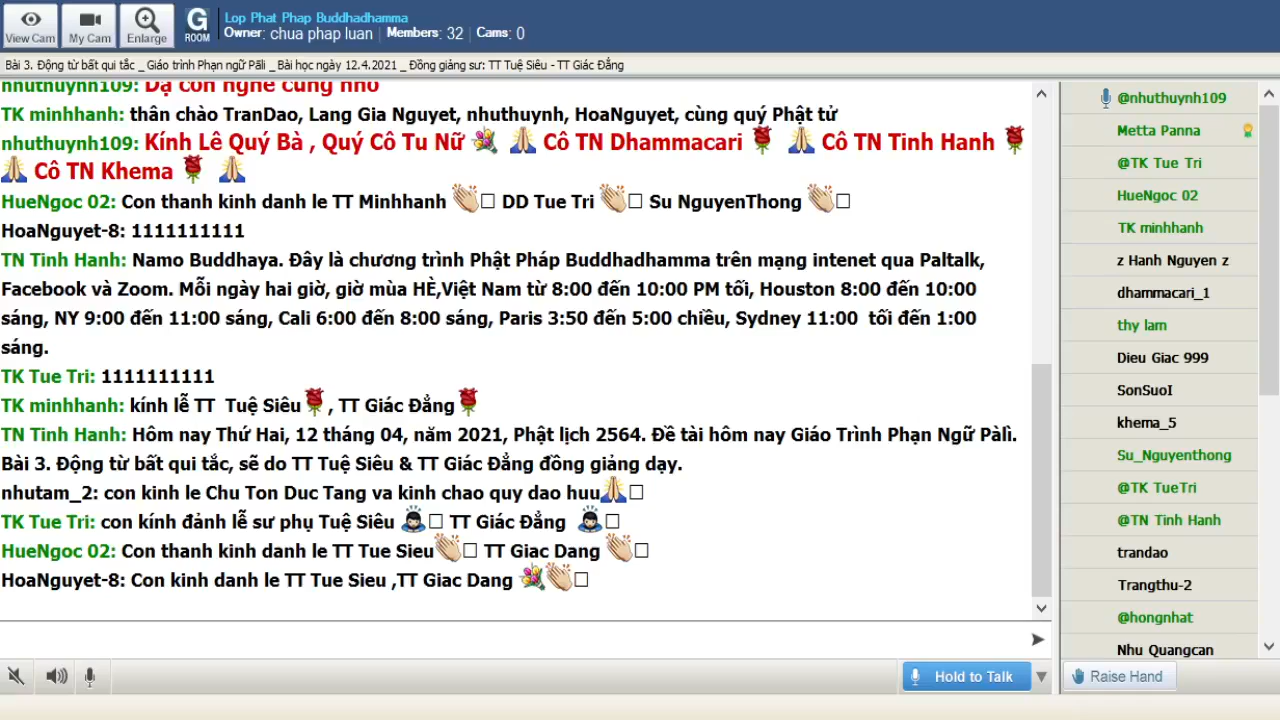 View Cam
My Cam
Enlarge
G
ROOM
Lop Phat Phap Buddhadhamma
Owner: chua phap luan Members: 32 Cams: 0
Bài 3. Động từ bất qui tắc _ Giáo trình Phạn ngữ Pāli _ Bài học ngày 12.4.2021 _ Đồng giảng sư: TT Tuệ Siêu - TT Giác Đẳng
nhuthuynh109: Dạ con nghe cũng nhỏ
TK minhhanh: thân chào TranDao, Lang Gia Nguyet, nhuthuynh, HoaNguyet, cùng quý Phật tử
nhuthuynh109: Kính Lê Quý Bà , Quý Cô Tu Nữ 💐 🙏 Cô TN Dhammacari 🌹 🙏 Cô TN Tinh Hanh 🌹
🙏 Cô TN Khema 🌹 🙏
HueNgoc 02: Con thanh kinh danh le TT Minhhanh 👏□ DD Tue Tri 👏□ Su NguyenThong 👏□
HoaNguyet-8: 1111111111
TN Tinh Hanh: Namo Buddhaya. Đây là chương trình Phật Pháp Buddhadhamma trên mạng intenet qua Paltalk,
Facebook và Zoom. Mỗi ngày hai giờ, giờ mùa HÈ,Việt Nam từ 8:00 đến 10:00 PM tối, Houston 8:00 đến 10:00
sáng, NY 9:00 đến 11:00 sáng, Cali 6:00 đến 8:00 sáng, Paris 3:50 đến 5:00 chiều, Sydney 11:00 tối đến 1:00
sáng.
TK Tue Tri: 1111111111
TK minhhanh: kính lễ TT Tuệ Siêu🌹, TT Giác Đẳng🌹
TN Tinh Hanh: Hôm nay Thứ Hai, 12 tháng 04, năm 2021, Phật lịch 2564. Đề tài hôm nay Giáo Trình Phạn Ngữ Pàlì.
Bài 3. Động từ bất qui tắc, sẽ do TT Tuệ Siêu & TT Giác Đẳng đồng giảng dạy.
nhutam_2: con kinh le Chu Ton Duc Tang va kinh chao quy dao huu🙏□
TK Tue Tri: con kính đảnh lễ sư phụ Tuệ Siêu 🙇□ TT Giác Đẳng 🙇□
HueNgoc 02: Con thanh kinh danh le TT Tue Sieu👏□ TT Giac Dang 👏□
HoaNguyet-8: Con kinh danh le TT Tue Sieu ,TT Giac Dang 💐👏□
Hold to Talk
@nhuthuynh109
Metta Panna
@TK Tue Tri
HueNgoc 02
TK minhhanh
z Hanh Nguyen z
dhammacari_1
thy lam
Dieu Giac 999
SonSuoI
khema_5
Su_Nguyenthong
@TK TueTri
@TN Tinh Hanh
trandao
Trangthu-2
@hongnhat
Nhu Quangcan
Raise Hand